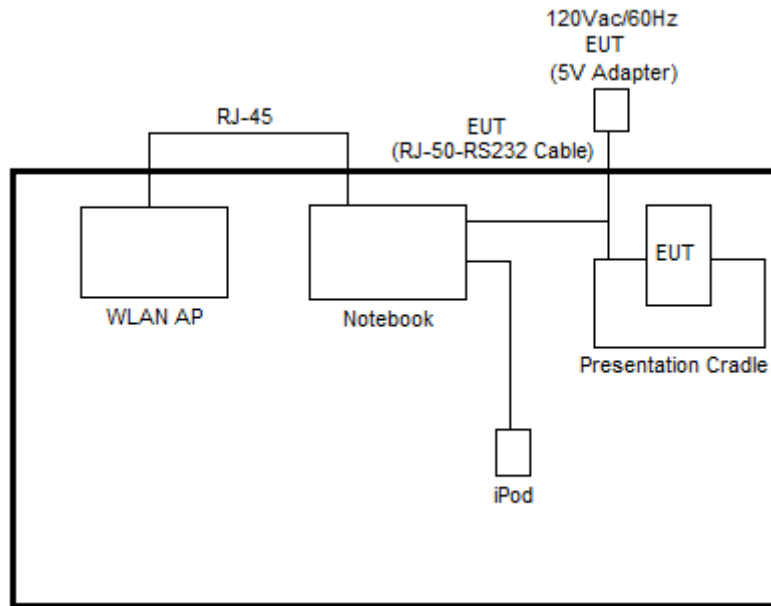 120Vac/60Hz
EUT
(5V Adapter)
RJ-45
EUT
(RJ-50-RS232 Cable)
EUT
WLAN AP
Notebook
Presentation Cradle
iPod